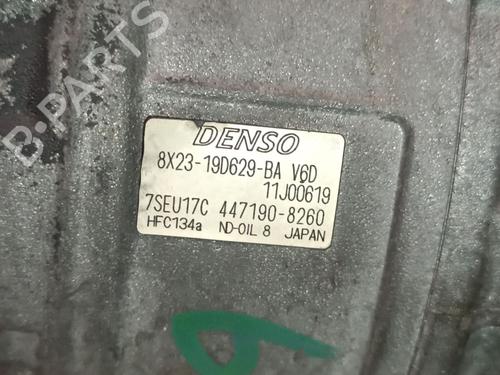 B-PARTS
DENSO
8X23-19D629-BA V6D
11J00619
7SEU17C 447190-8260
HFC134a ND-OIL 8 JAPAN